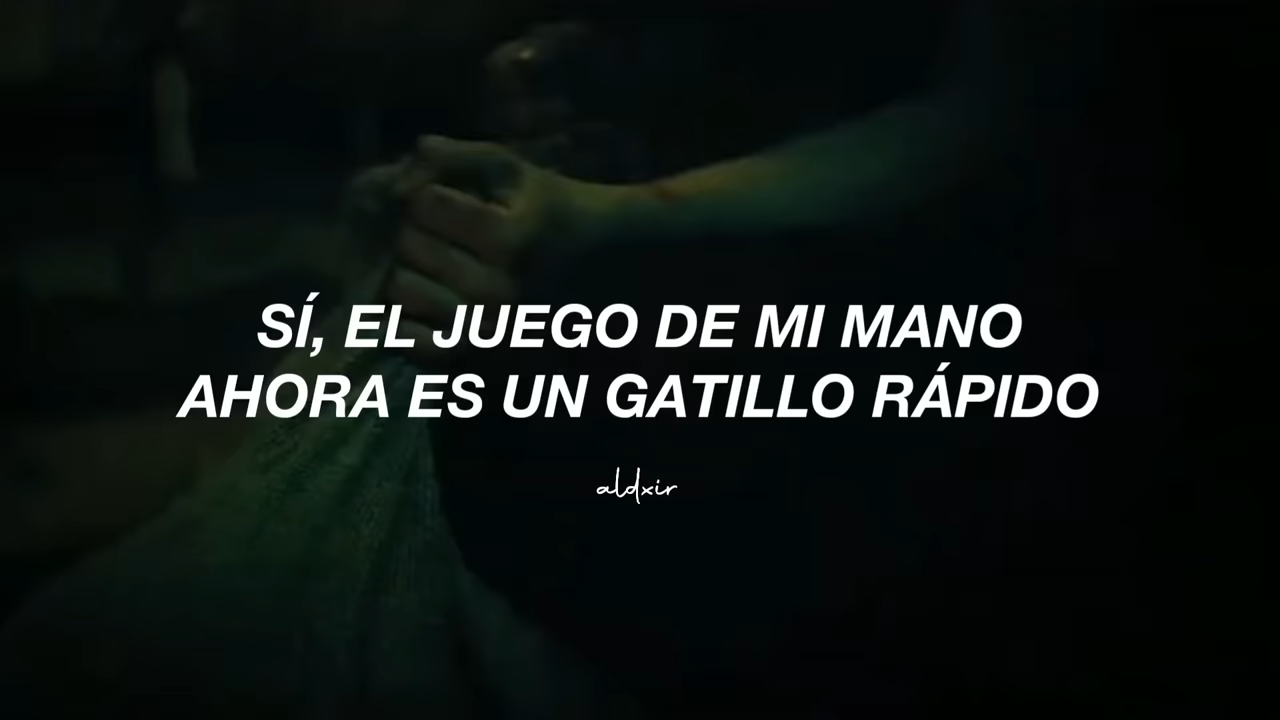 SÍ, EL JUEGO DE MI MANO
AHORA ES UN GATILLO RÁPIDO
aldxir